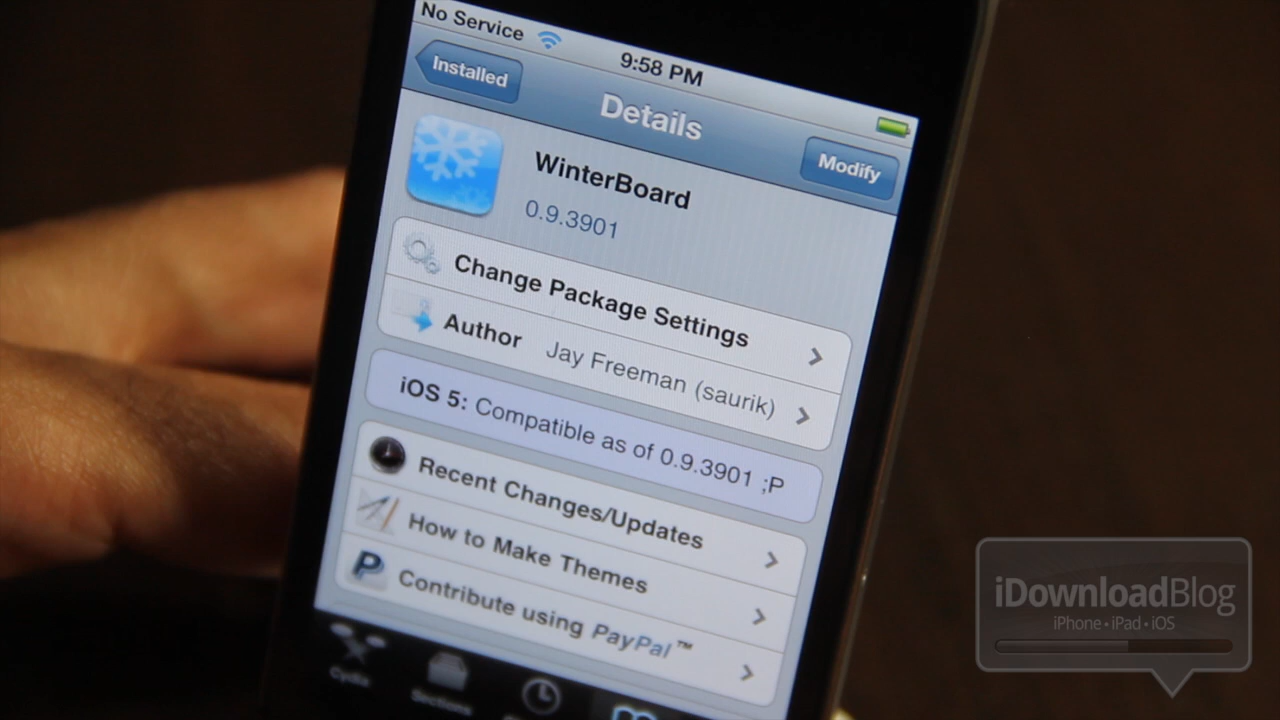 No Service
9:58 PM
Installed
Details
Modify
WinterBoard
0.9.3901
Change Package Settings
Author Jay Freeman (saurik)
iOS 5: Compatible as of 0.9.3901 ;P
Recent Changes/Updates
How to Make Themes
Contribute using PayPal™
Cydia
Sections
iDownloadBlog
iPhone • iPad • iOS